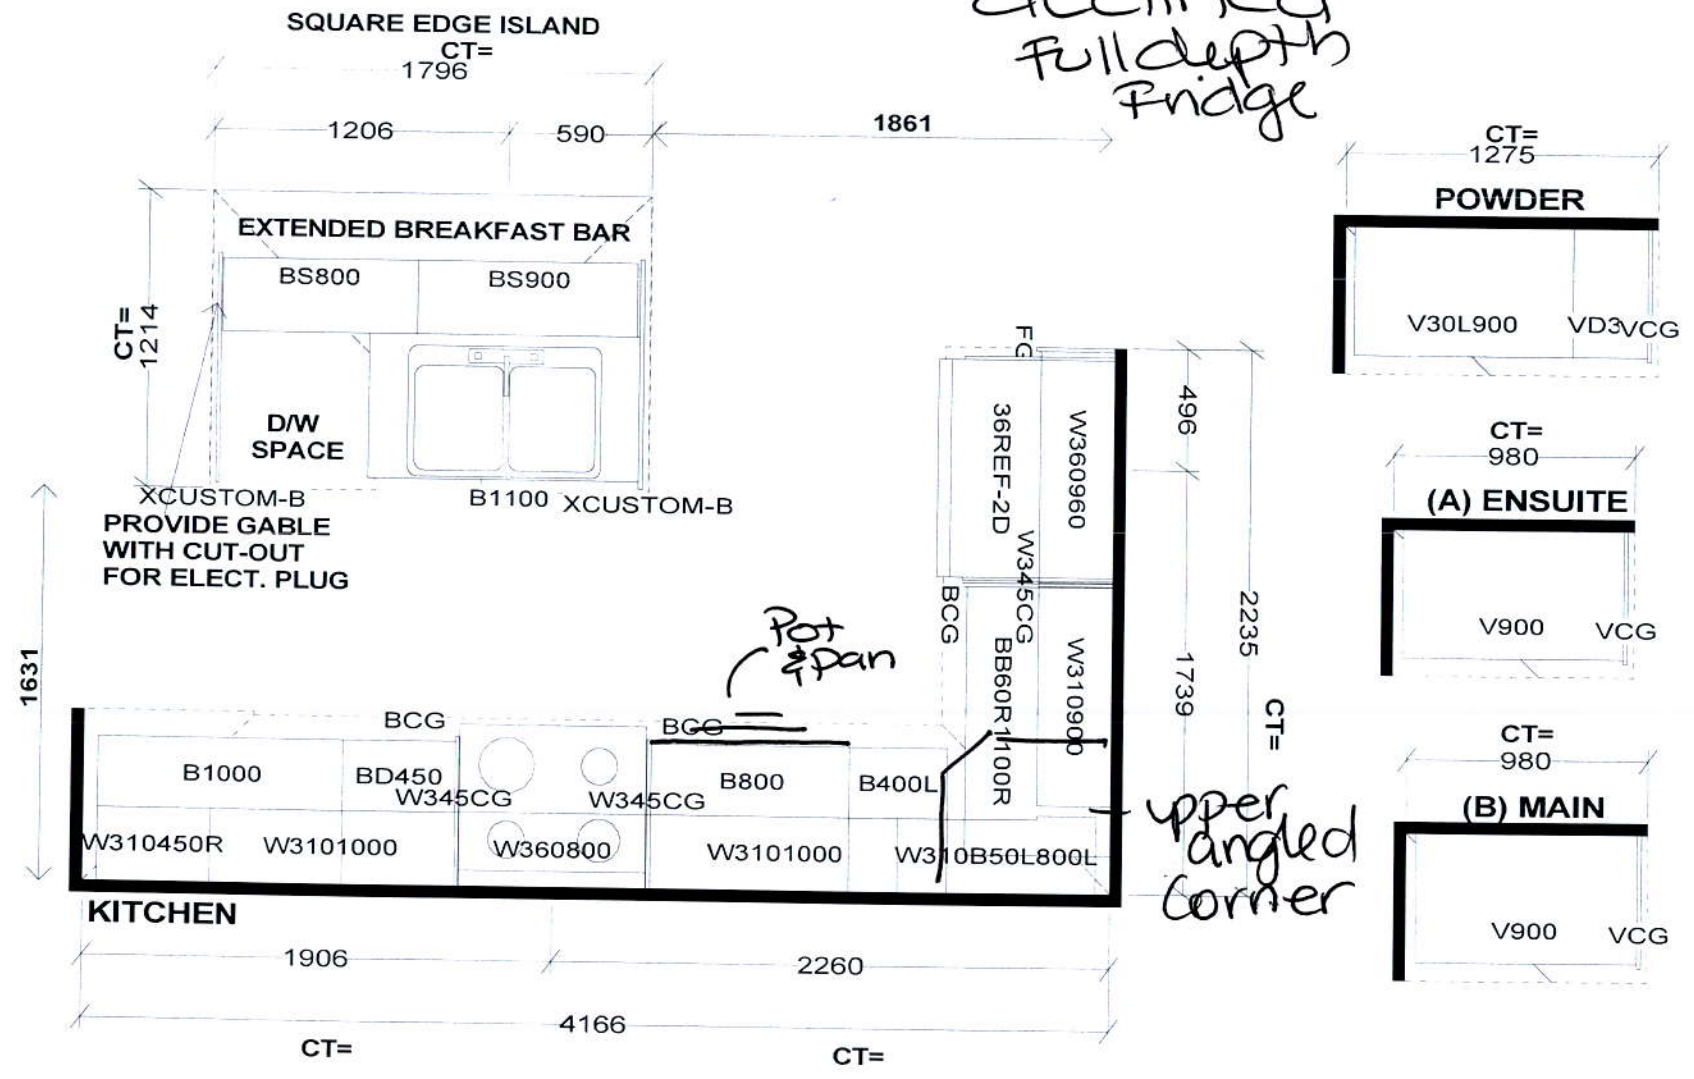 declined
Full depth
Fridge
SQUARE EDGE ISLAND
CT=
1796
1206
590
1861
EXTENDED BREAKFAST BAR
BS800
BS900
CT=
1214
D/W
SPACE
XCUSTOM-B
B1100
XCUSTOM-B
PROVIDE GABLE
WITH CUT-OUT
FOR ELECT. PLUG
1631
FG
36REF-2D
W360960
W345CG
BCG
BB60R1100R
W310900
496
1739
2235
CT=
Pot
& pan
BCG
BCG
B1000
BD450
W345CG
W345CG
B800
B400L
W310450R
W3101000
W360800
W3101000
W310B50L800L
upper
angled
corner
KITCHEN
1906
2260
4166
CT=
CT=
CT=
1275
POWDER
V30L900
VD3
VCG
CT=
980
(A) ENSUITE
V900
VCG
CT=
980
(B) MAIN
V900
VCG